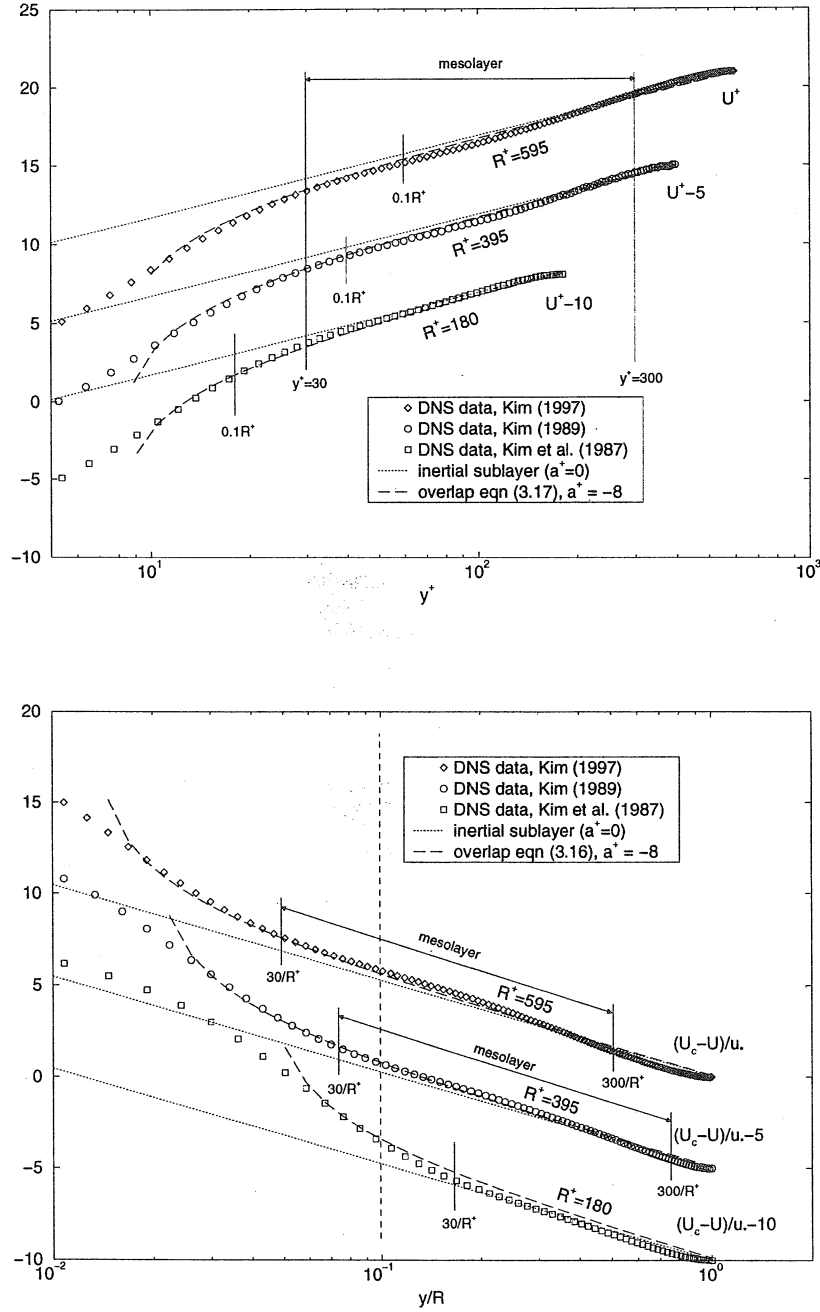 25
20
15
10
5
0
−5
−10
mesolayer
U⁺
R⁺=595
0.1R⁺
U⁺−5
R⁺=395
0.1R⁺
U⁺−10
R⁺=180
y⁺=30
y⁺=300
0.1R⁺
DNS data, Kim (1997)
DNS data, Kim (1989)
DNS data, Kim et al. (1987)
inertial sublayer (a⁺=0)
overlap eqn (3.17), a⁺ = −8
10¹
10²
10³
y⁺
20
15
10
5
0
−5
−10
DNS data, Kim (1997)
DNS data, Kim (1989)
DNS data, Kim et al. (1987)
inertial sublayer (a⁺=0)
overlap eqn (3.16), a⁺ = −8
mesolayer
30/R⁺
R⁺=595
300/R⁺
(U_c−U)/u*
mesolayer
30/R⁺
R⁺=395
300/R⁺
(U_c−U)/u*−5
30/R⁺
R⁺=180
(U_c−U)/u*−10
10⁻²
10⁻¹
10⁰
y/R